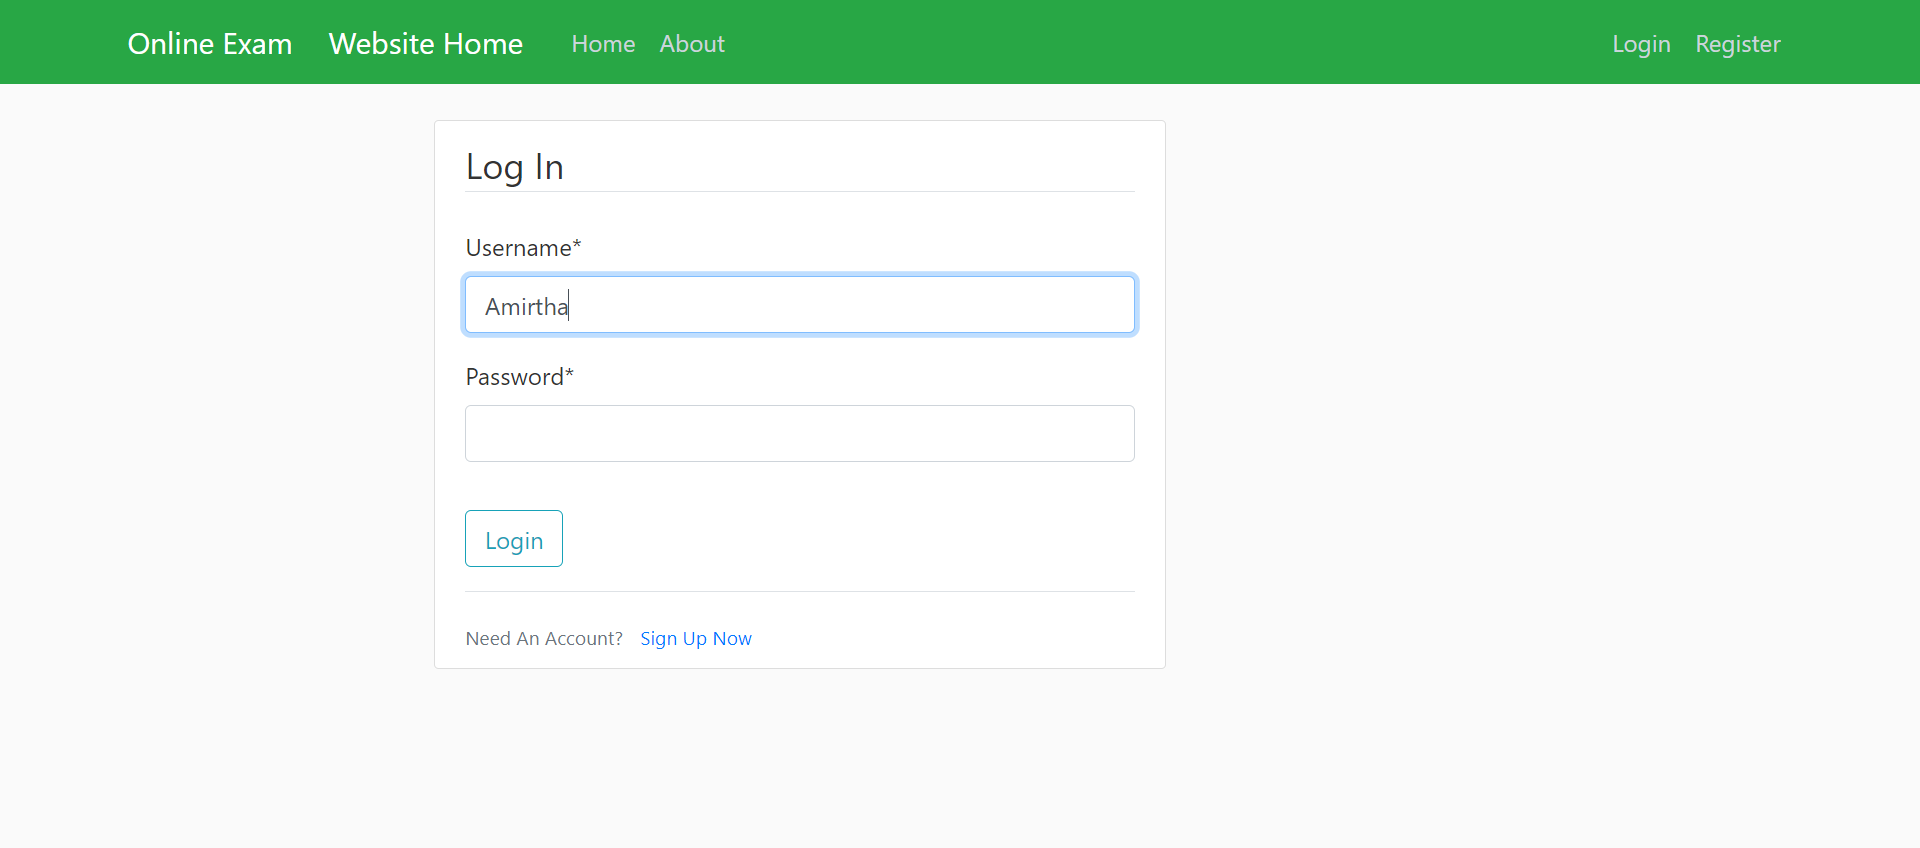 Online Exam Website Home Home About Login Register
Log In
Username*
Amirtha
Password*
Login
Need An Account? Sign Up Now